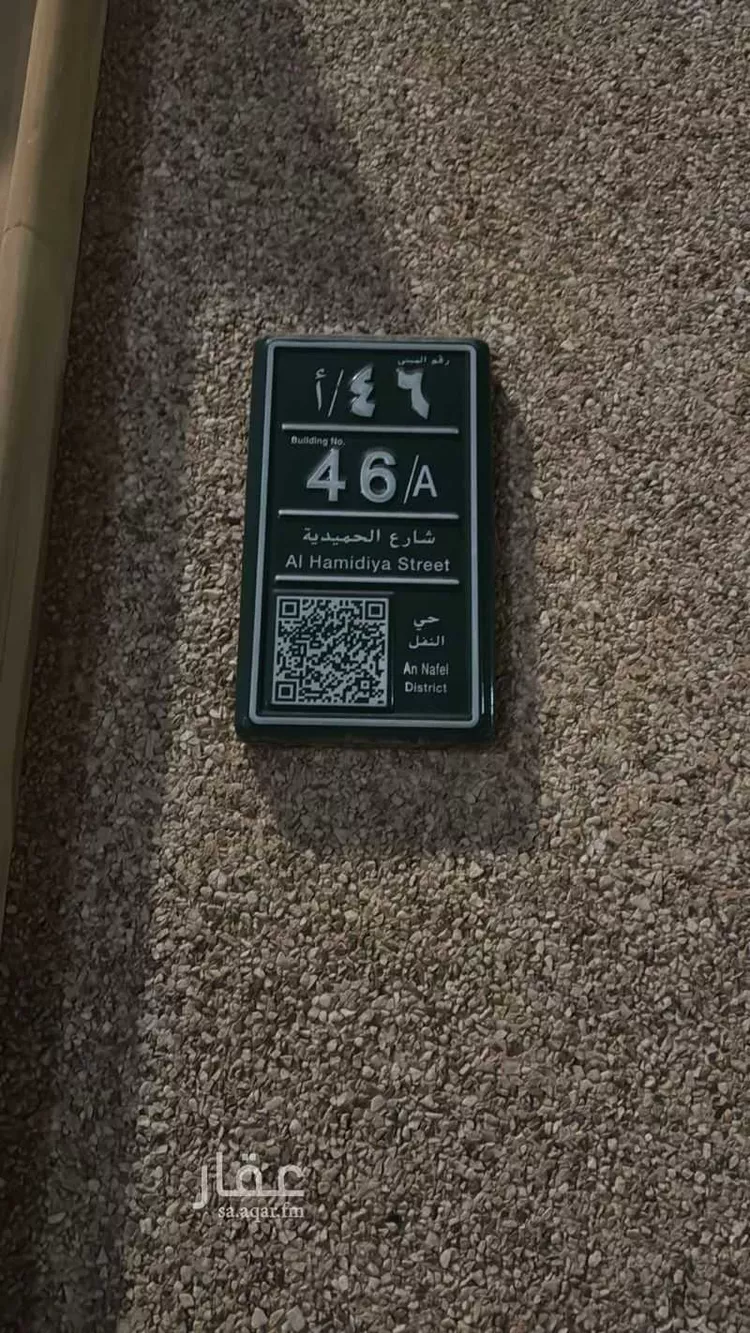 رقم المبنى
٤٦/أ
Building No.
46/A
شارع الحميدية
Al Hamidiya Street
حي
النفل
An Nafel
District
عقار
sa.aqar.fm